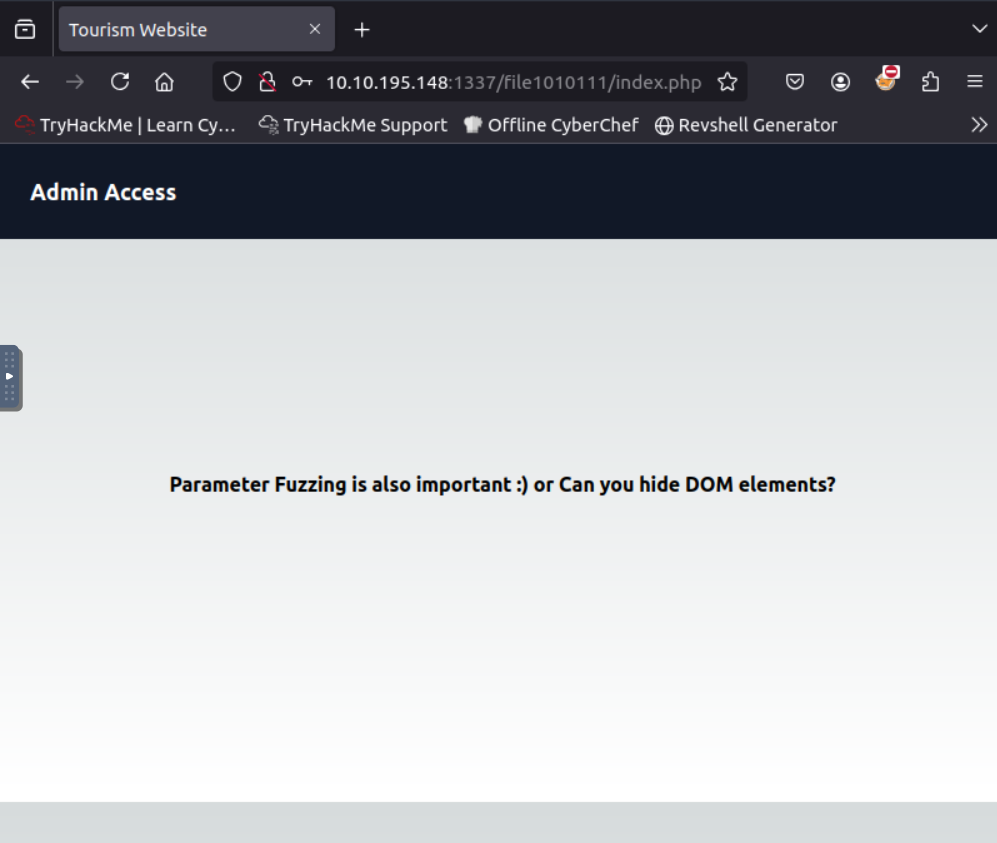 Tourism Website
10.10.195.148:1337/file1010111/index.php
TryHackMe | Learn Cy... TryHackMe Support Offline CyberChef Revshell Generator
Admin Access
Parameter Fuzzing is also important :) or Can you hide DOM elements?